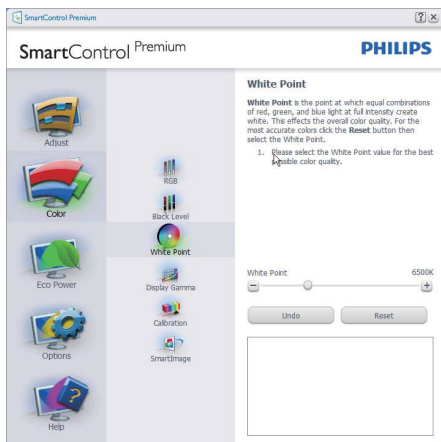 SmartControl Premium
SmartControl Premium
PHILIPS
Adjust
Color
Eco Power
Options
Help
RGB
Black Level
White Point
Display Gamma
Calibration
SmartImage
White Point
White Point is the point at which equal combinations
of red, green, and blue light at full intensity create
white. This effects the overall color quality. For the
most accurate colors click the Reset button then
select the White Point.
1. Please select the White Point value for the best
possible color quality.
White Point 6500K
Undo Reset